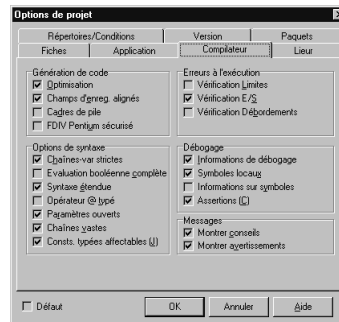 Options de projet
Répertoires/Conditions Version Paquets
Fiches Application Compilateur Lieur
Génération de code
Optimisation
Champs d'enreg. alignés
Cadres de pile
FDIV Pentium sécurisé
Erreurs à l'exécution
Vérification Limites
Vérification E/S
Vérification Débordements
Options de syntaxe
Chaînes-var strictes
Evaluation booléenne complète
Syntaxe étendue
Opérateur @ typé
Paramètres ouverts
Chaînes vastes
Consts. typées affectables (J)
Débogage
Informations de débogage
Symboles locaux
Informations sur symboles
Assertions (C)
Messages
Montrer conseils
Montrer avertissements
Défaut OK Annuler Aide